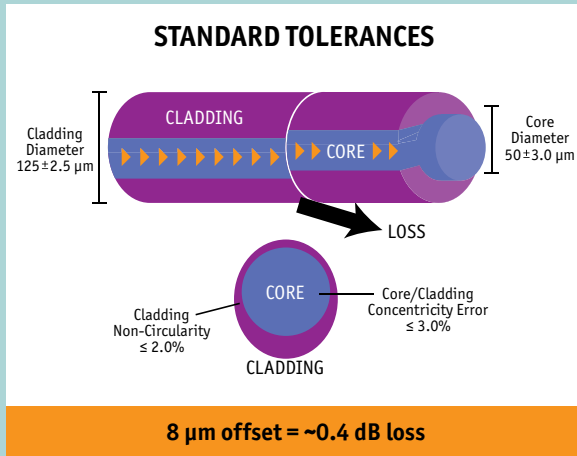 STANDARD TOLERANCES
CLADDING
Cladding
Diameter
125±2.5 µm
CORE
Core
Diameter
50±3.0 µm
LOSS
CORE
Cladding
Non-Circularity
≤ 2.0%
Core/Cladding
Concentricity Error
≤ 3.0%
CLADDING
8 µm offset = ~0.4 dB loss